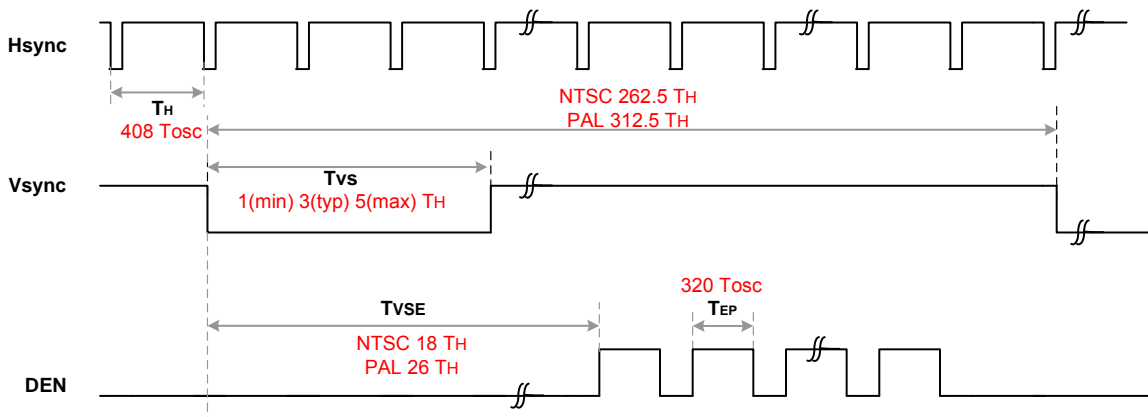 Hsync
TH
408 Tosc
NTSC 262.5 TH
PAL 312.5 TH
Vsync
TVS
1(min) 3(typ) 5(max) TH
TVSE
NTSC 18 TH
PAL 26 TH
320 Tosc
TEP
DEN